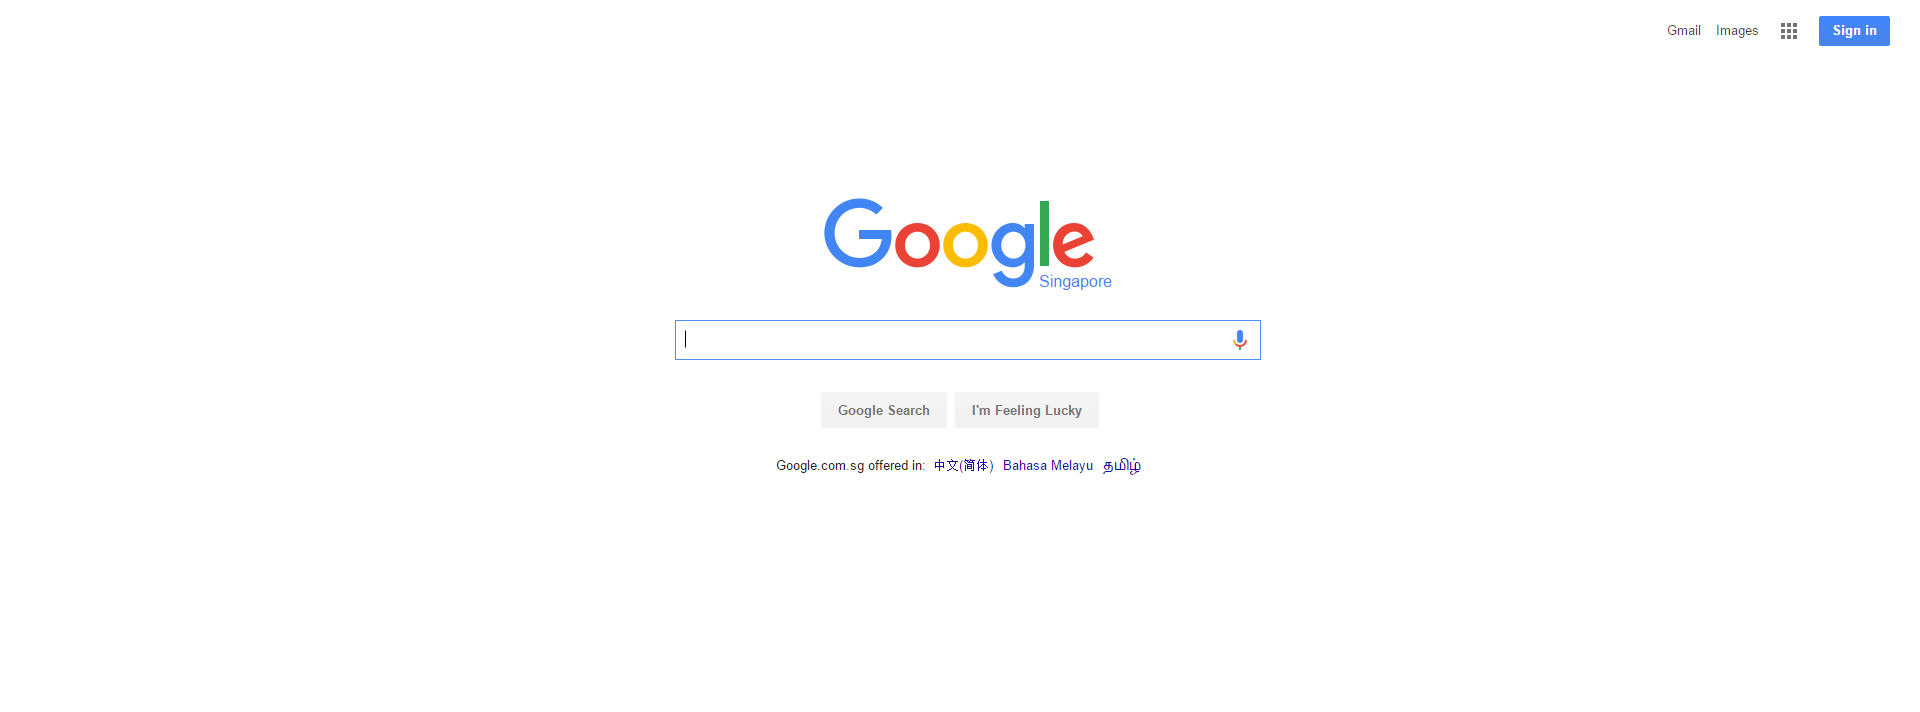 Gmail Images Sign in
Google
Singapore
Google Search I'm Feeling Lucky
Google.com.sg offered in: 中文(简体) Bahasa Melayu தமிழ்